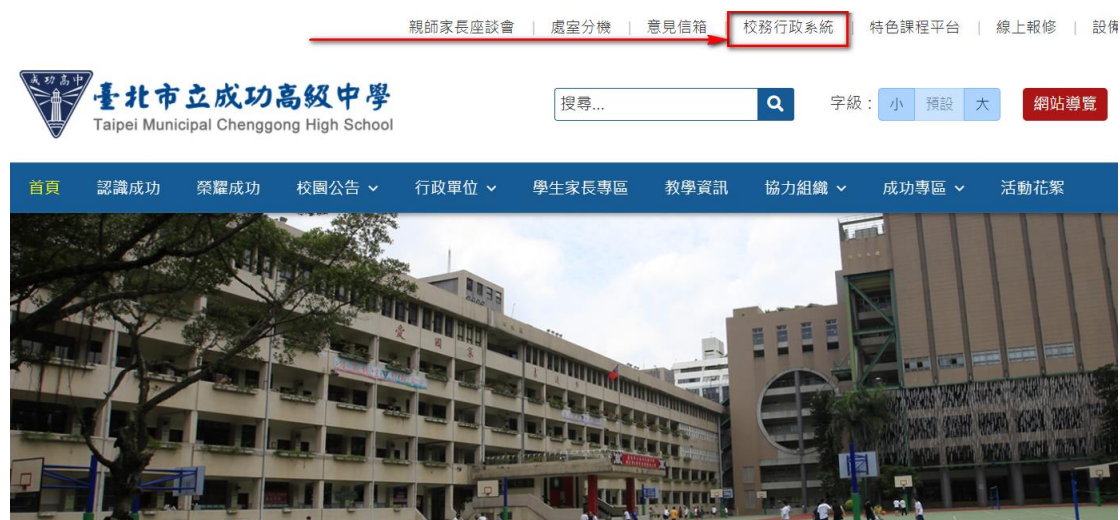 親師家長座談會 | 處室分機 | 意見信箱 | 校務行政系統 | 特色課程平台 | 線上報修 | 設備
成功高中
臺北市立成功高級中學
Taipei Municipal Chenggong High School
搜尋...
字級： 小 預設 大
網站導覽
首頁 認識成功 榮耀成功 校園公告 行政單位 學生家長專區 教學資訊 協力組織 成功專區 活動花絮
愛國家